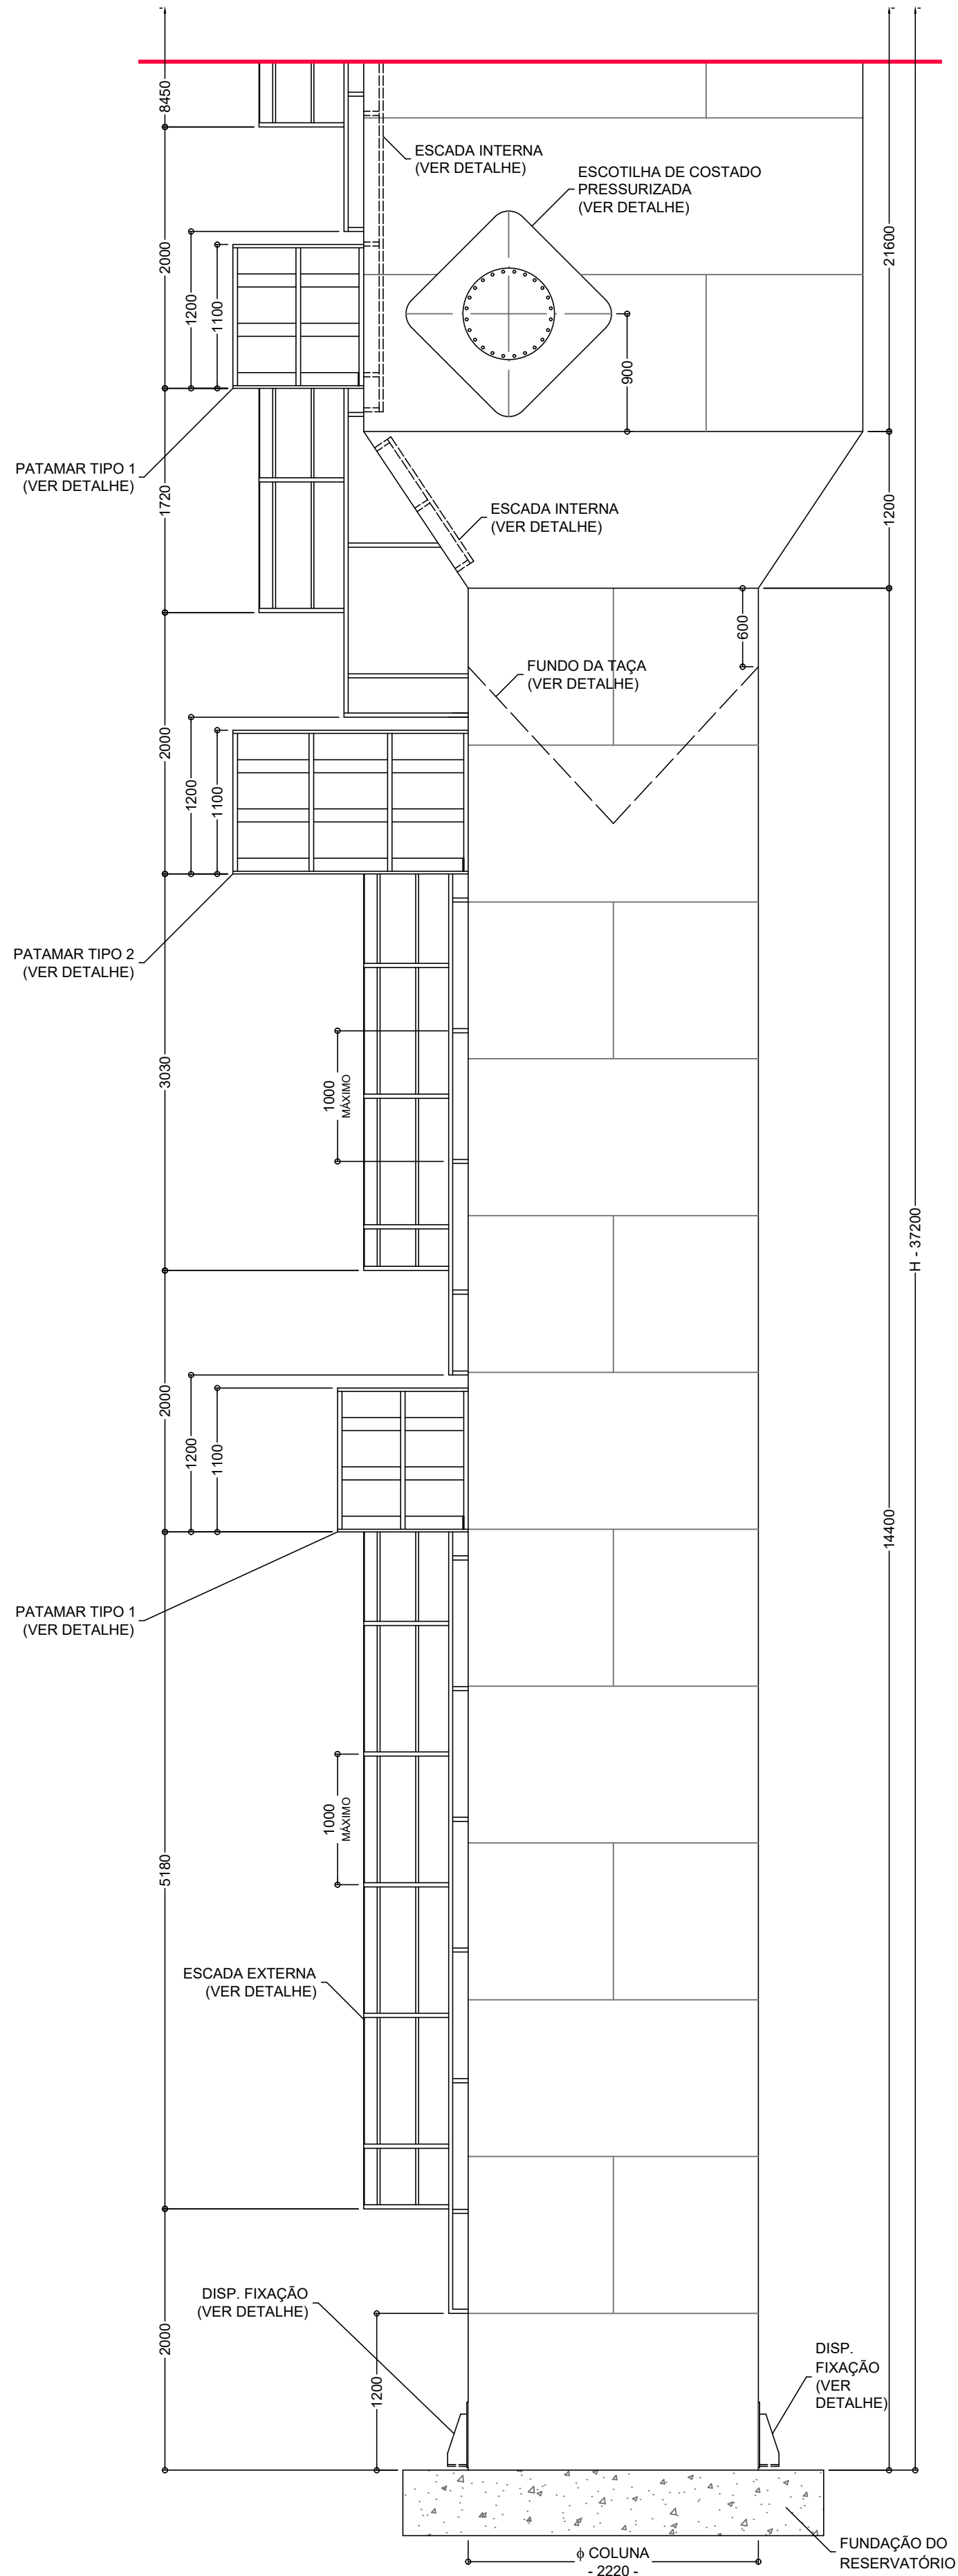 8450
ESCADA INTERNA
(VER DETALHE)
ESCOTILHA DE COSTADO
PRESSURIZADA
(VER DETALHE)
2000
1200
1100
21600
900
PATAMAR TIPO 1
(VER DETALHE)
1720
ESCADA INTERNA
(VER DETALHE)
1200
600
FUNDO DA TAÇA
(VER DETALHE)
2000
1200
1100
PATAMAR TIPO 2
(VER DETALHE)
3030
1000
MÁXIMO
H - 37200
2000
1200
1100
14400
PATAMAR TIPO 1
(VER DETALHE)
1000
MÁXIMO
5180
ESCADA EXTERNA
(VER DETALHE)
DISP. FIXAÇÃO
(VER DETALHE)
2000
1200
DISP.
FIXAÇÃO
(VER
DETALHE)
FUNDAÇÃO DO
RESERVATÓRIO
ϕ COLUNA
- 2220 -